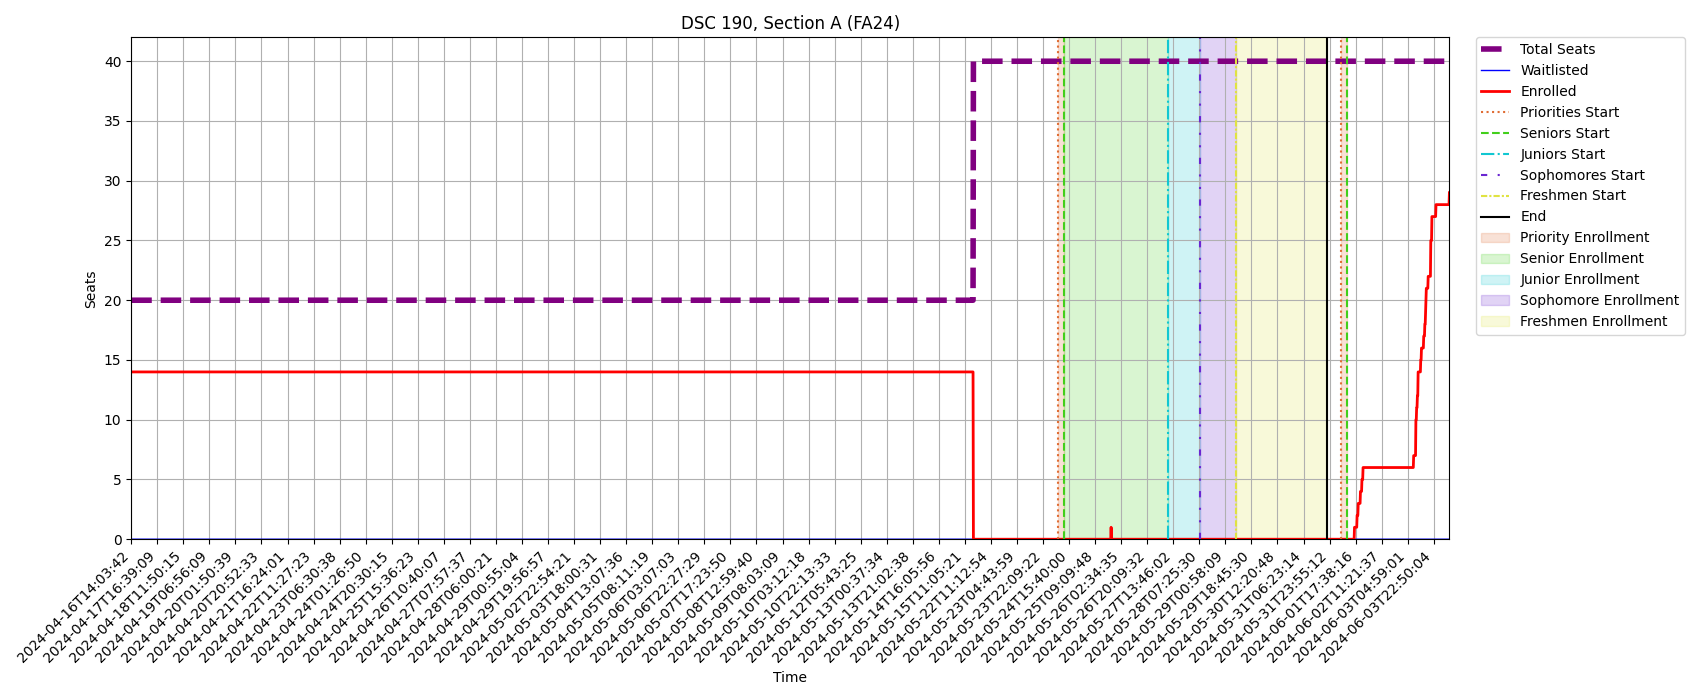 DSC 190, Section A (FA24)
Seats
40
35
30
25
20
15
10
5
0
2024-04-16T14:03:42
2024-04-17T16:39:09
2024-04-18T11:50:15
2024-04-19T06:56:09
2024-04-20T01:50:39
2024-04-20T20:52:33
2024-04-21T16:24:01
2024-04-22T11:27:23
2024-04-23T06:30:38
2024-04-24T01:26:50
2024-04-24T20:30:15
2024-04-25T15:36:23
2024-04-26T10:40:07
2024-04-27T07:57:37
2024-04-28T06:00:21
2024-04-29T00:55:04
2024-04-29T19:56:57
2024-05-02T22:54:21
2024-05-03T18:00:31
2024-05-04T13:07:36
2024-05-05T08:11:19
2024-05-06T03:07:03
2024-05-06T22:27:29
2024-05-07T17:23:50
2024-05-08T12:59:40
2024-05-09T08:03:09
2024-05-10T03:12:18
2024-05-10T22:13:33
2024-05-12T05:43:25
2024-05-13T00:37:34
2024-05-13T21:02:38
2024-05-14T16:05:56
2024-05-15T11:05:21
2024-05-22T11:12:54
2024-05-23T04:43:59
2024-05-23T22:09:22
2024-05-24T15:40:00
2024-05-25T09:09:48
2024-05-26T02:34:35
2024-05-26T20:09:32
2024-05-27T13:46:02
2024-05-28T07:25:30
2024-05-29T00:58:09
2024-05-29T18:45:30
2024-05-30T12:20:48
2024-05-31T06:23:14
2024-05-31T23:55:12
2024-06-01T17:38:16
2024-06-02T11:21:37
2024-06-03T04:59:01
2024-06-03T22:50:04
Time
Total Seats
Waitlisted
Enrolled
Priorities Start
Seniors Start
Juniors Start
Sophomores Start
Freshmen Start
End
Priority Enrollment
Senior Enrollment
Junior Enrollment
Sophomore Enrollment
Freshmen Enrollment